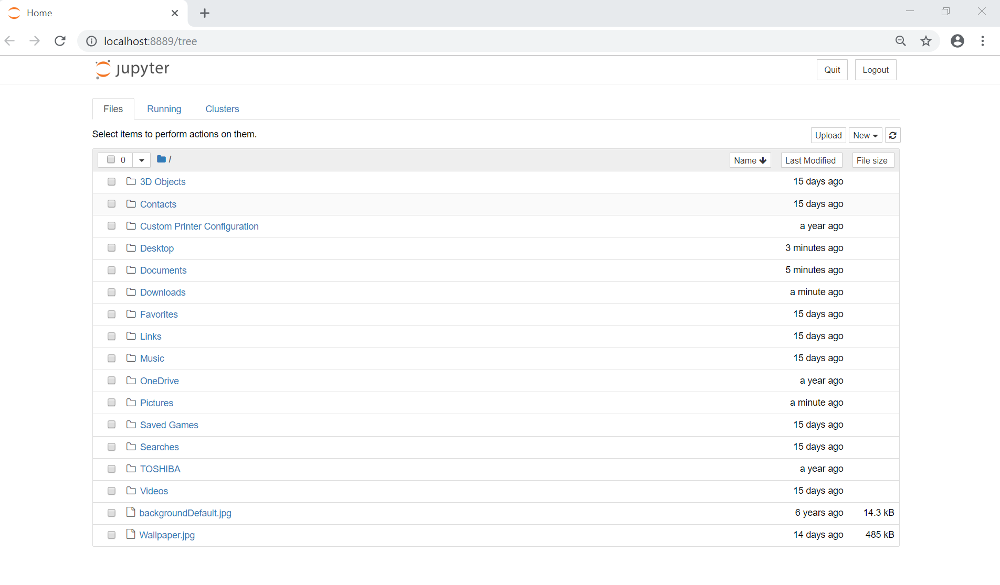 Home
localhost:8889/tree
jupyter
Quit Logout
Files Running Clusters
Select items to perform actions on them.
Upload New
0 / Name Last Modified File size
3D Objects 15 days ago
Contacts 15 days ago
Custom Printer Configuration a year ago
Desktop 3 minutes ago
Documents 5 minutes ago
Downloads a minute ago
Favorites 15 days ago
Links 15 days ago
Music 15 days ago
OneDrive a year ago
Pictures a minute ago
Saved Games 15 days ago
Searches 15 days ago
TOSHIBA a year ago
Videos 15 days ago
backgroundDefault.jpg 6 years ago 14.3 kB
Wallpaper.jpg 14 days ago 485 kB